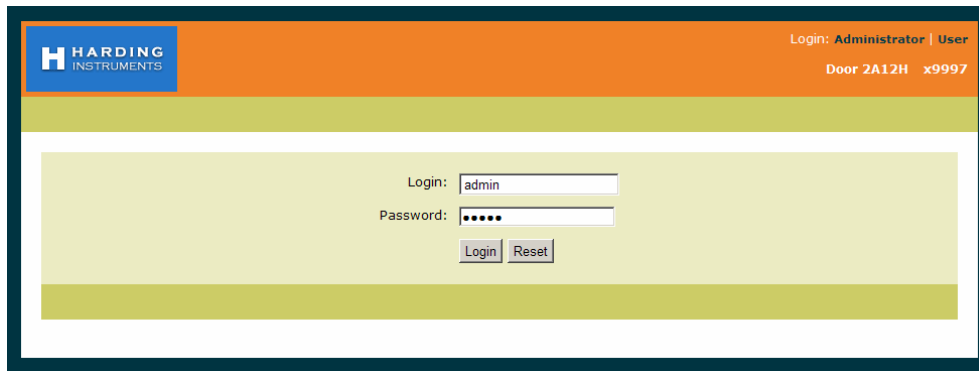 HARDING
INSTRUMENTS
Login: Administrator | User
Door 2A12H x9997
Login: admin
Password: •••••
Login Reset